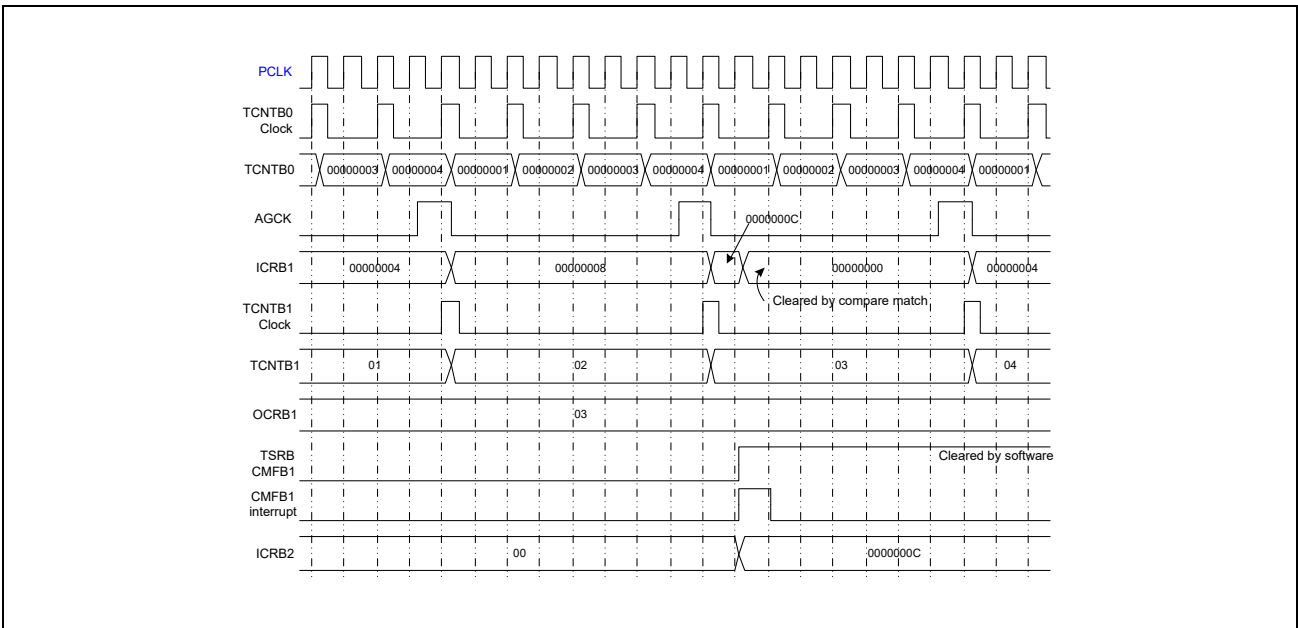 PCLK
TCNTB0
Clock
TCNTB0 00000003 00000004 00000001 00000002 00000003 00000004 00000001 00000002 00000003 00000004 00000001
AGCK
0000000C
ICRB1 00000004 00000008 00000000 00000004
Cleared by compare match
TCNTB1
Clock
TCNTB1 01 02 03 04
OCRB1 03
TSRB
CMFB1
Cleared by software
CMFB1
interrupt
ICRB2 00 0000000C